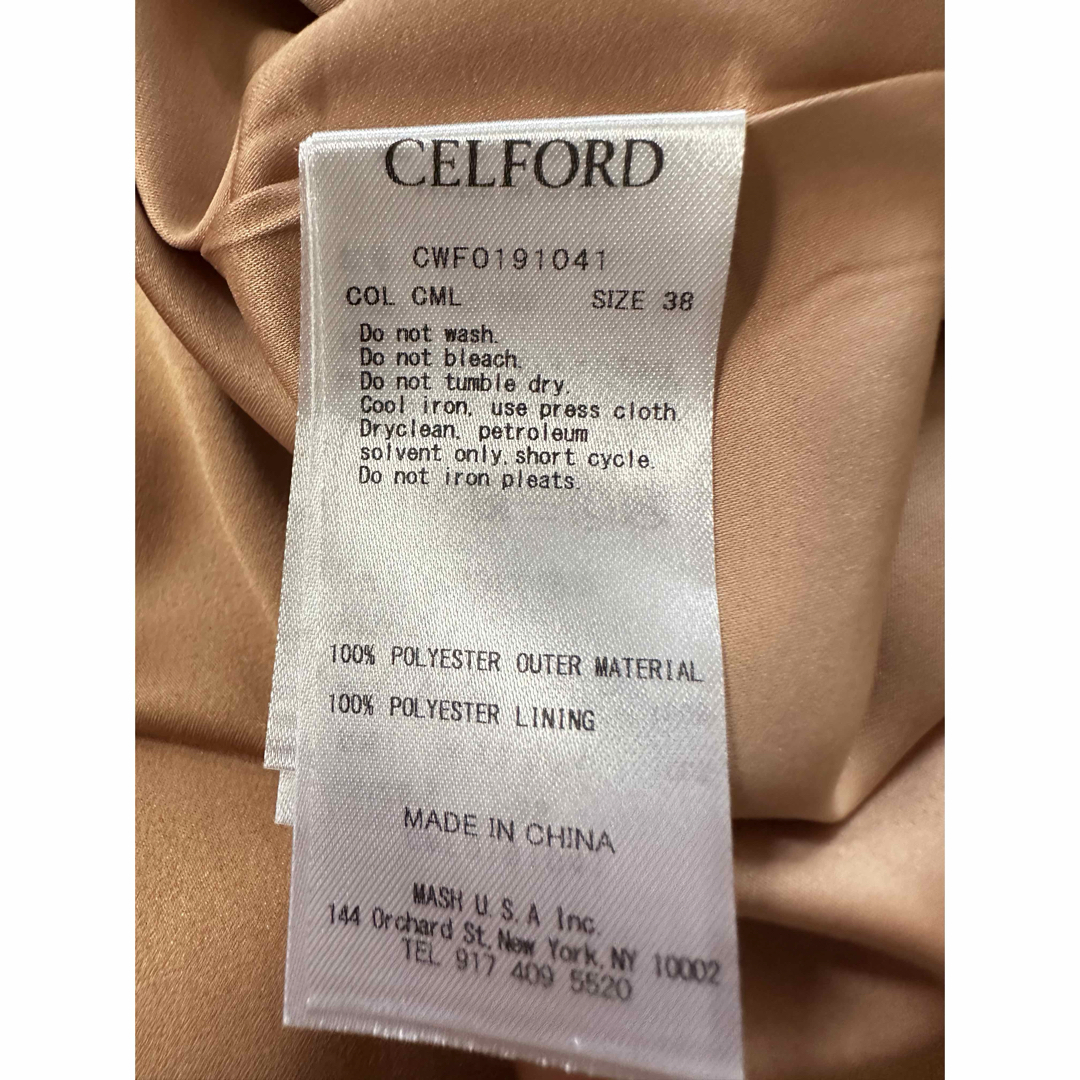 CELFORD
CWFO191041
COL CML SIZE 38
Do not wash.
Do not bleach.
Do not tumble dry.
Cool iron, use press cloth.
Dryclean, petroleum
solvent only,short cycle.
Do not iron pleats.
100% POLYESTER OUTER MATERIAL
100% POLYESTER LINING
MADE IN CHINA
MASH U.S.A Inc.
144 Orchard St,New York,NY 10002
TEL 917 409 5520